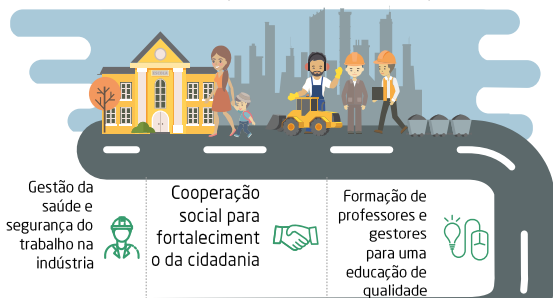 Gestão da
saúde e
segurança do
trabalho na
indústria
Cooperação
social para
fortaleciment
o da cidadania
Formação de
professores e
gestores
para uma
educação de
qualidade